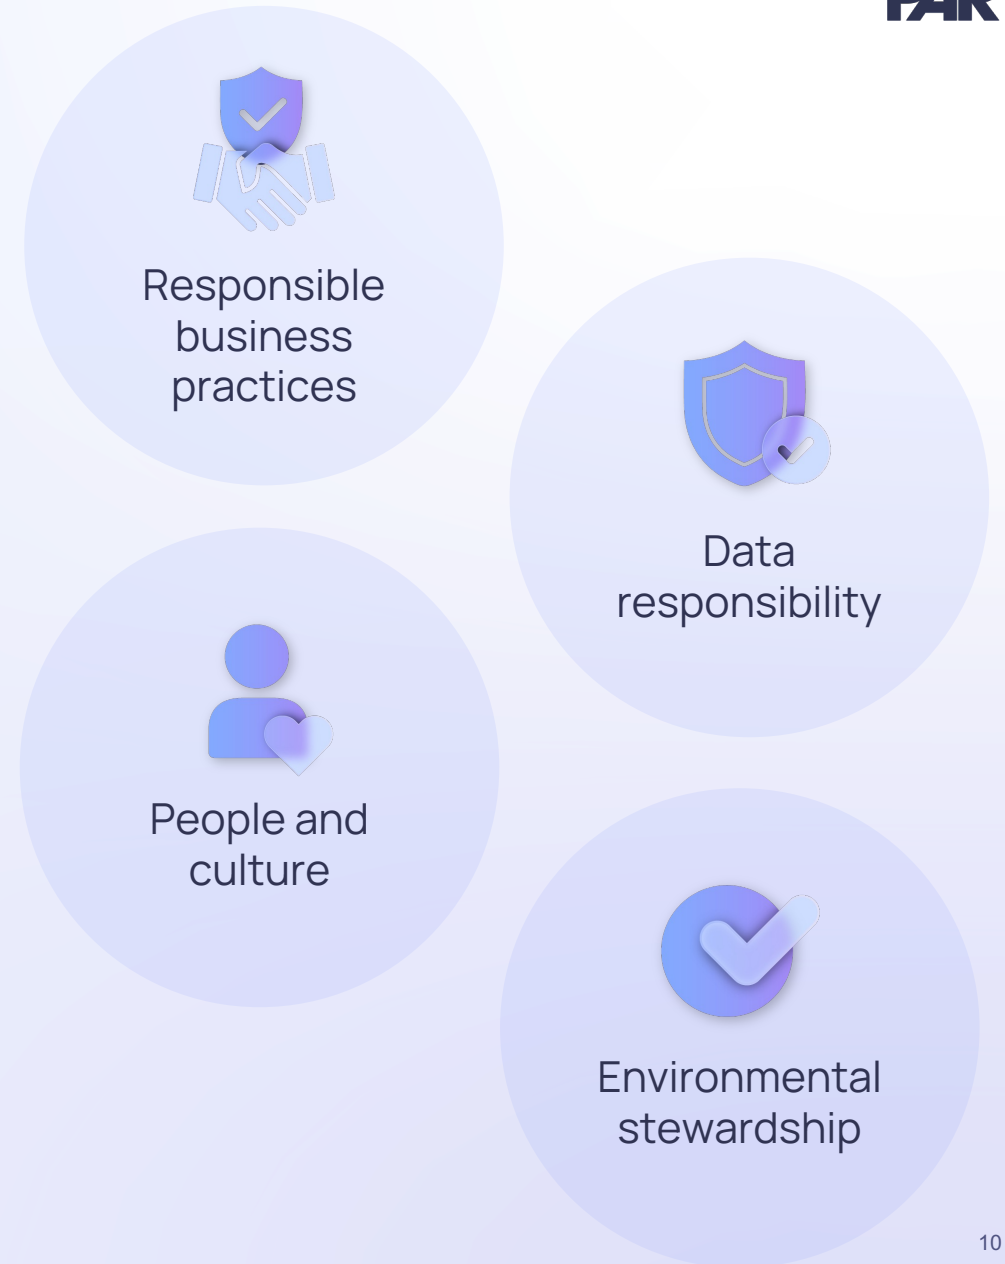 Responsible
business
practices
Data
responsibility
People and
culture
Environmental
stewardship
10